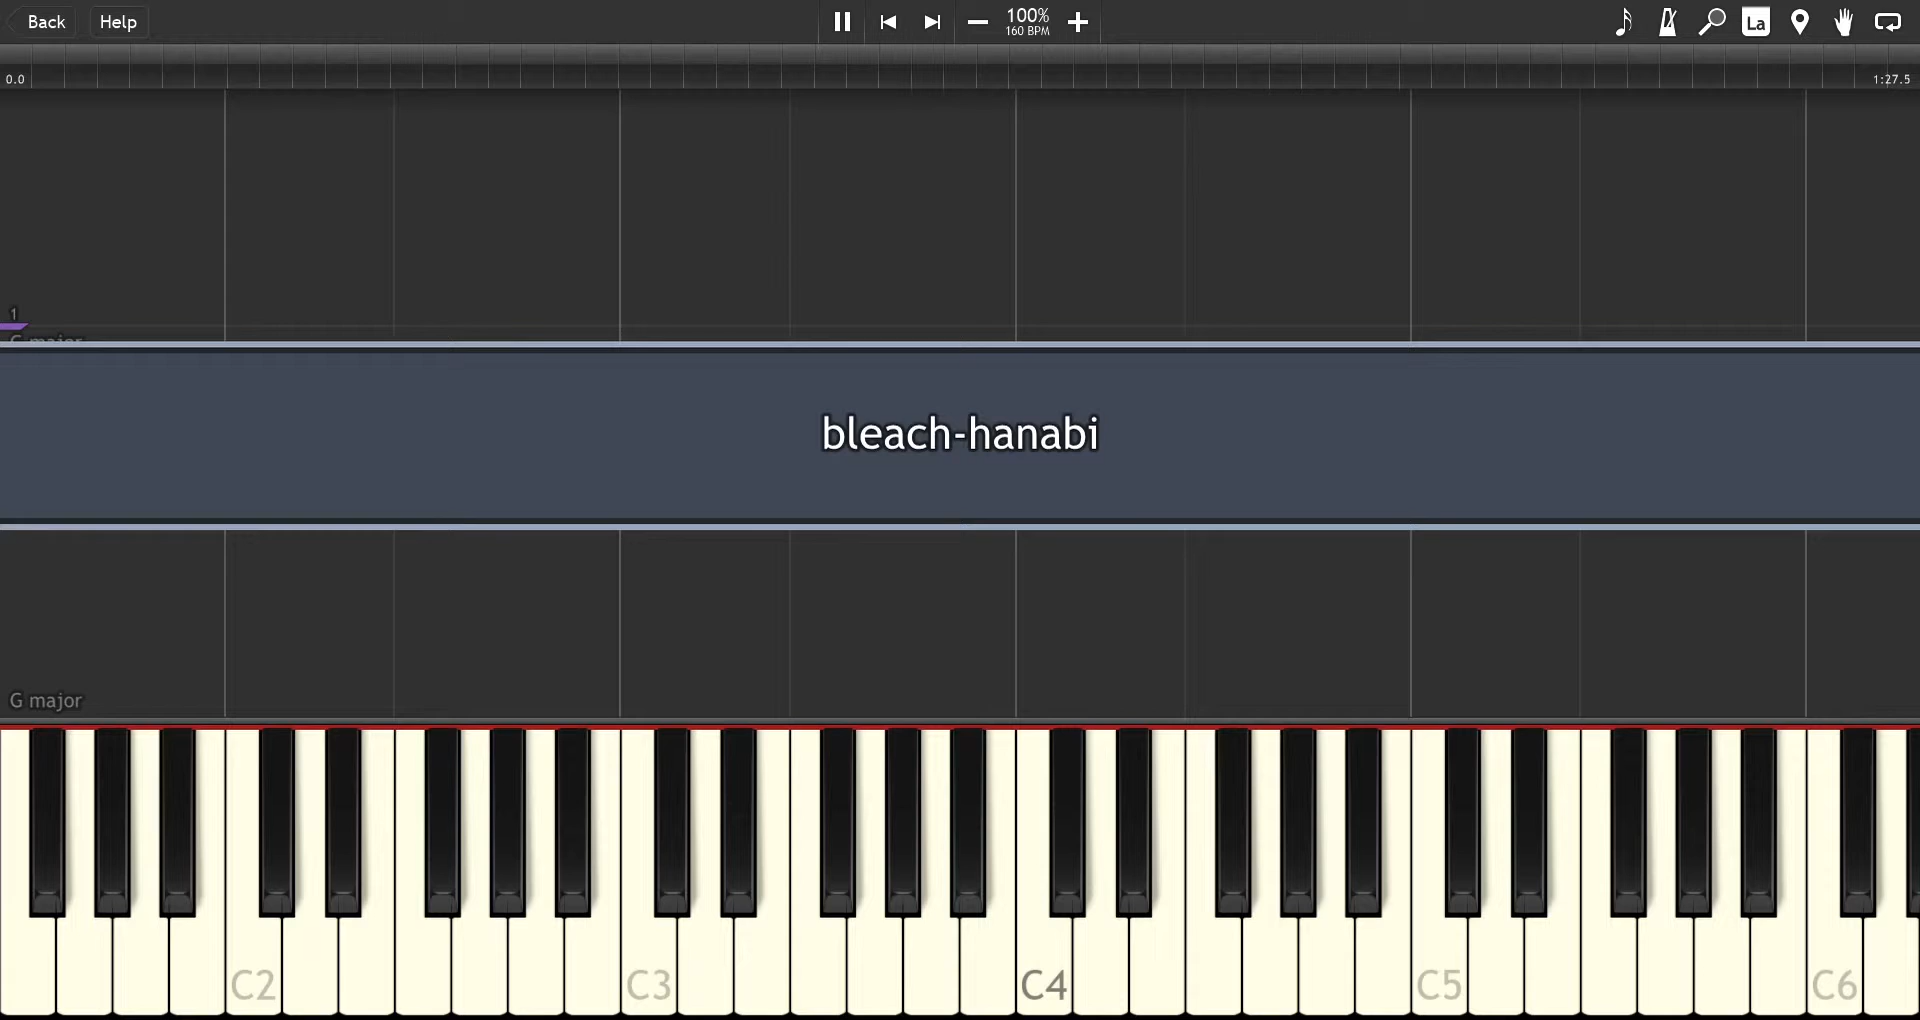 Back
Help
100%
160 BPM
La
0.0
1:27.5
1
G major
bleach-hanabi
G major
C2
C3
C4
C5
C6